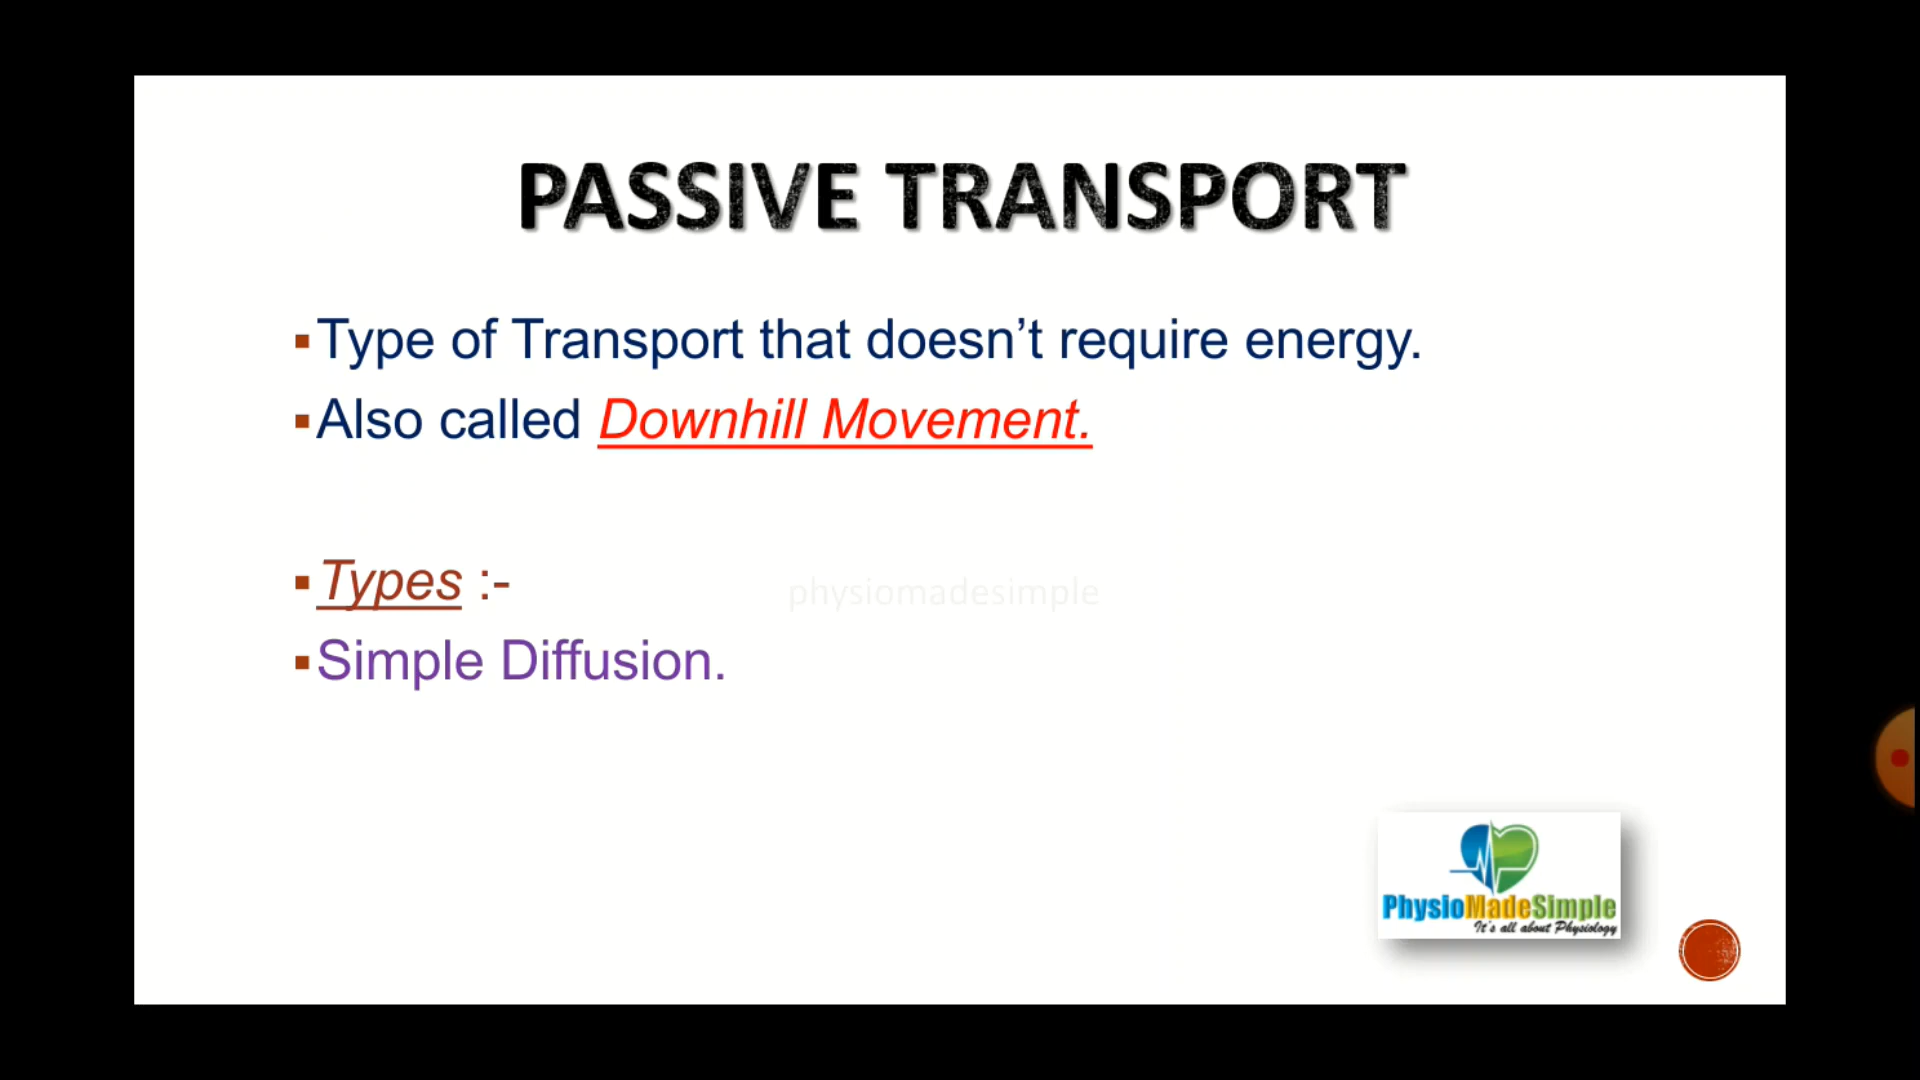 PASSIVE TRANSPORT
▪Type of Transport that doesn’t require energy.
▪Also called Downhill Movement.
▪Types :-
physiomadesimple
▪Simple Diffusion.
PhysioMadeSimple
It's all about Physiology